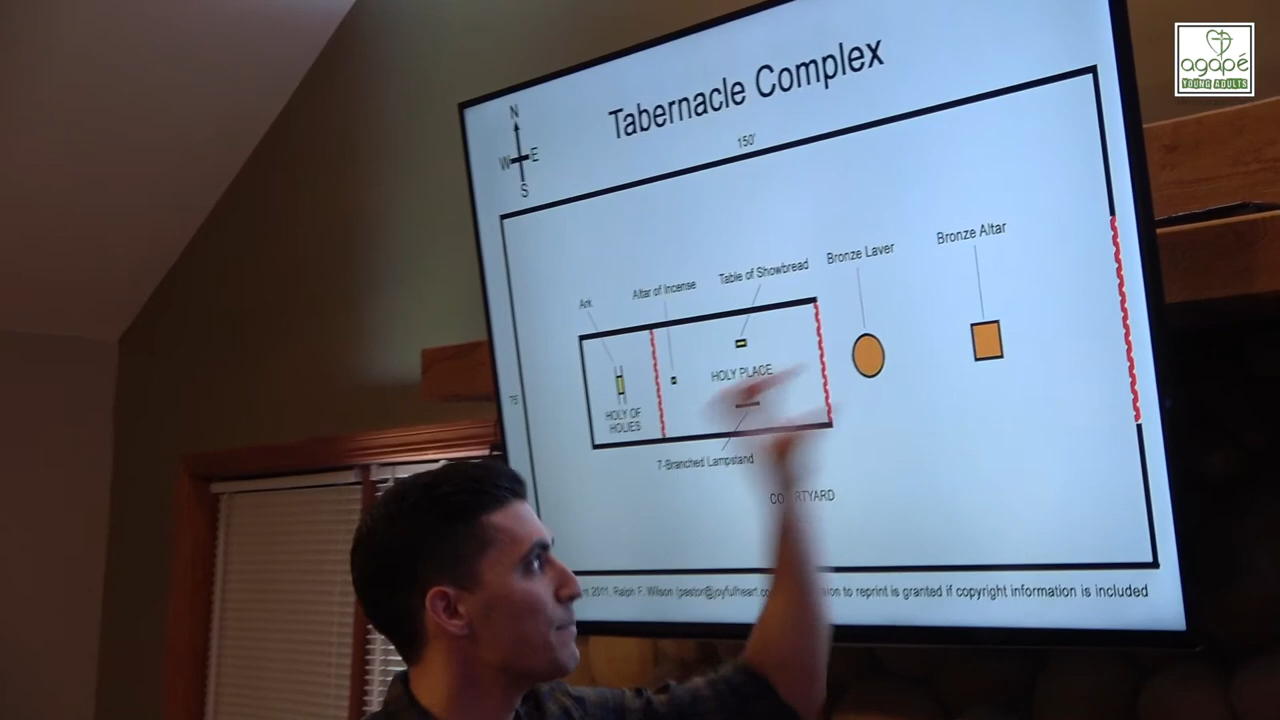 agapé
YOUNG ADULTS
Tabernacle Complex
N
W E
S
150'
Bronze Altar
Bronze Laver
Table of Showbread
Altar of Incense
Ark
HOLY PLACE
75'
HOLY OF
HOLIES
7-Branched Lampstand
2011, Ralph F. Wilson (pastor@joyfulheart.co to reprint is granted if copyright information is included